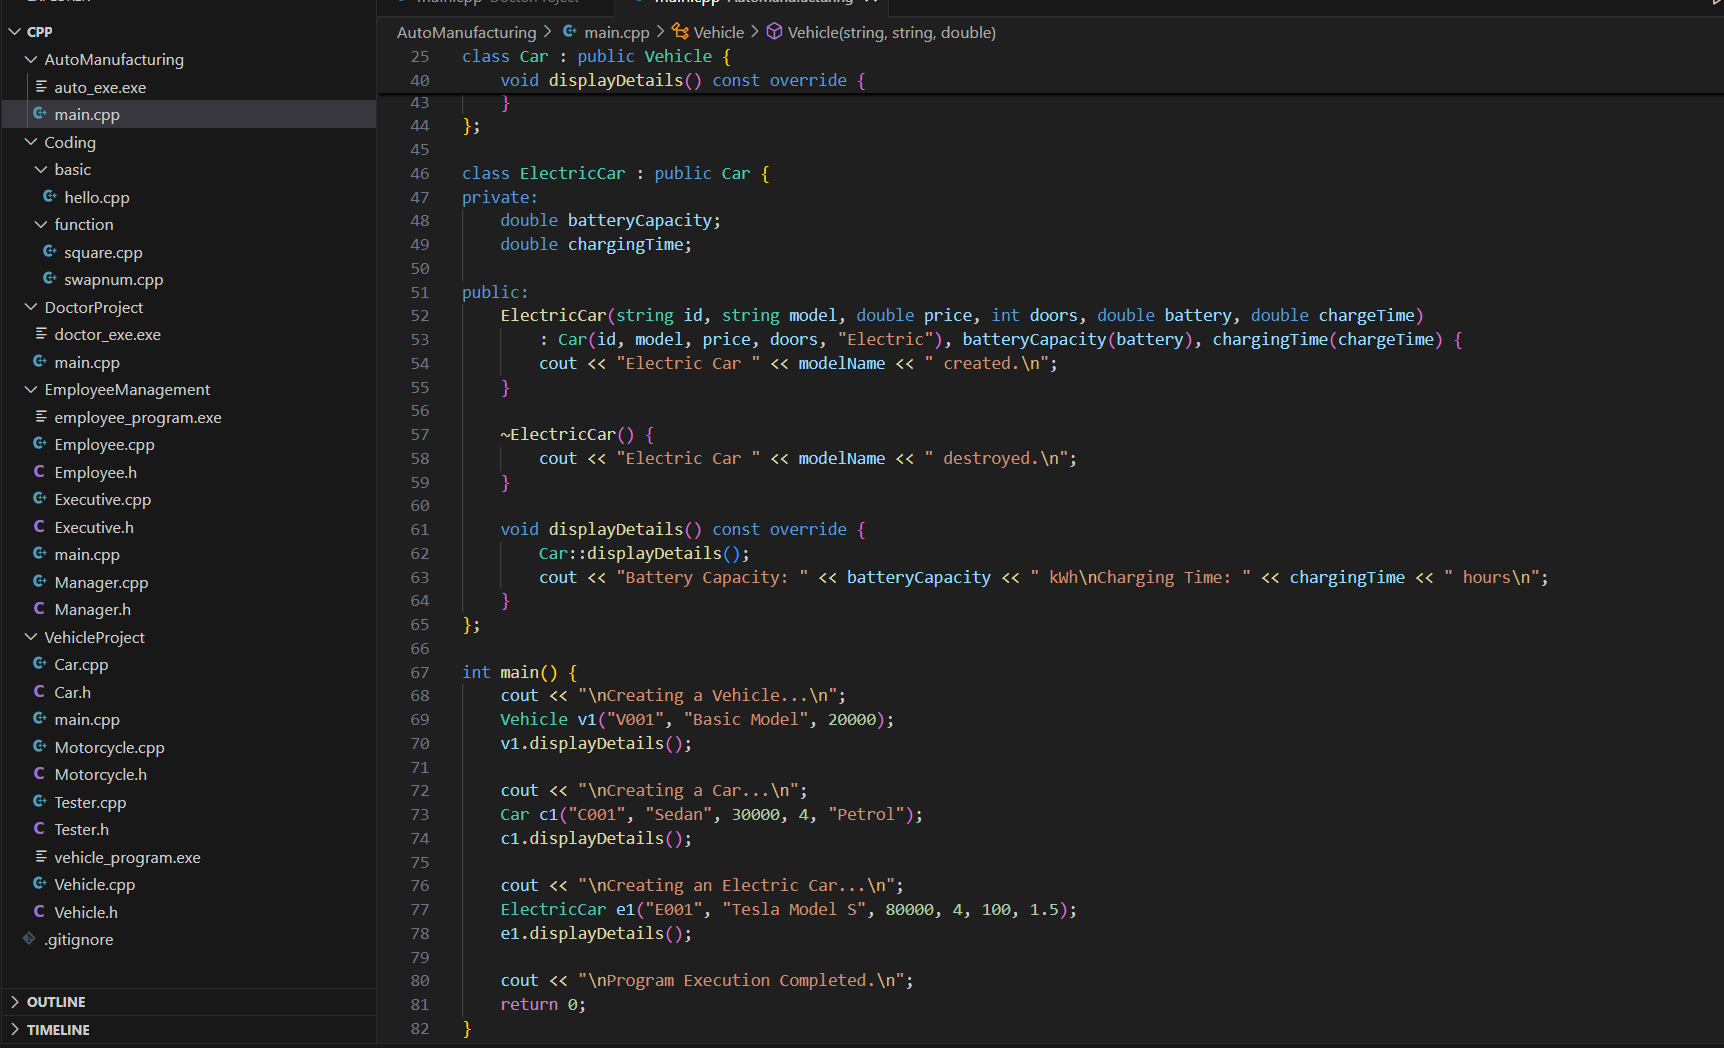 CPP
AutoManufacturing
auto_exe.exe
main.cpp
Coding
basic
hello.cpp
function
square.cpp
swapnum.cpp
DoctorProject
doctor_exe.exe
main.cpp
EmployeeManagement
employee_program.exe
Employee.cpp
Employee.h
Executive.cpp
Executive.h
main.cpp
Manager.cpp
Manager.h
VehicleProject
Car.cpp
Car.h
main.cpp
Motorcycle.cpp
Motorcycle.h
Tester.cpp
Tester.h
vehicle_program.exe
Vehicle.cpp
Vehicle.h
.gitignore
OUTLINE
TIMELINE
AutoManufacturing > main.cpp > Vehicle > Vehicle(string, string, double)
25 class Car : public Vehicle {
40     void displayDetails() const override {
43     }
44 };
45
46 class ElectricCar : public Car {
47 private:
48     double batteryCapacity;
49     double chargingTime;
50
51 public:
52     ElectricCar(string id, string model, double price, int doors, double battery, double chargeTime)
53         : Car(id, model, price, doors, "Electric"), batteryCapacity(battery), chargingTime(chargeTime) {
54         cout << "Electric Car " << modelName << " created.\n";
55     }
56
57     ~ElectricCar() {
58         cout << "Electric Car " << modelName << " destroyed.\n";
59     }
60
61     void displayDetails() const override {
62         Car::displayDetails();
63         cout << "Battery Capacity: " << batteryCapacity << " kWh\nCharging Time: " << chargingTime << " hours\n";
64     }
65 };
66
67 int main() {
68     cout << "\nCreating a Vehicle...\n";
69     Vehicle v1("V001", "Basic Model", 20000);
70     v1.displayDetails();
71
72     cout << "\nCreating a Car...\n";
73     Car c1("C001", "Sedan", 30000, 4, "Petrol");
74     c1.displayDetails();
75
76     cout << "\nCreating an Electric Car...\n";
77     ElectricCar e1("E001", "Tesla Model S", 80000, 4, 100, 1.5);
78     e1.displayDetails();
79
80     cout << "\nProgram Execution Completed.\n";
81     return 0;
82 }